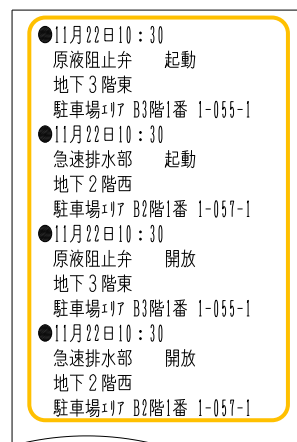 ●11月22日10:30
原液阻止弁　　起動
地下３階東
駐車場ｴﾘｱ B3階1番 1-055-1
●11月22日10:30
急速排水部　　起動
地下２階西
駐車場ｴﾘｱ B2階1番 1-057-1
●11月22日10:30
原液阻止弁　　開放
地下３階東
駐車場ｴﾘｱ B3階1番 1-055-1
●11月22日10:30
急速排水部　　開放
地下２階西
駐車場ｴﾘｱ B2階1番 1-057-1